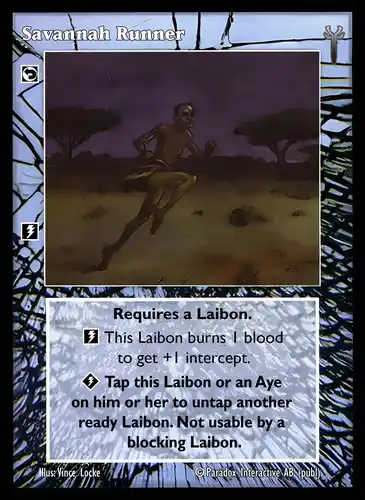 Savannah Runner
Requires a Laibon.
This Laibon burns 1 blood
to get +1 intercept.
Tap this Laibon or an Aye
on him or her to untap another
ready Laibon. Not usable by a
blocking Laibon.
Illus: Vince Locke
© Paradox Interactive AB. (publ)